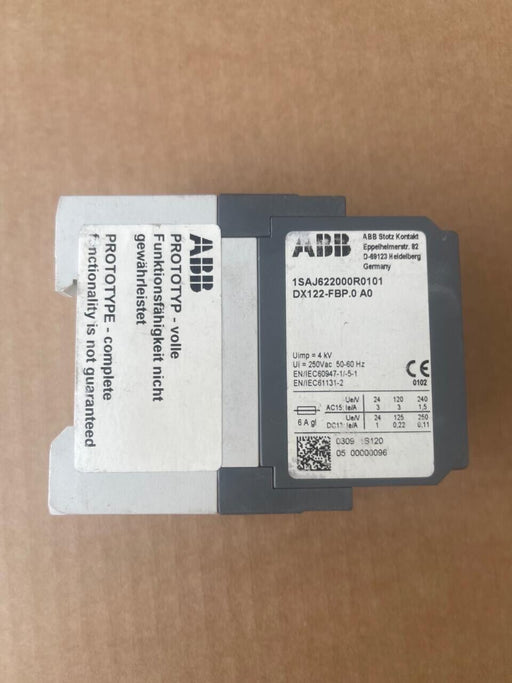 ABB
PROTOTYP - volle
Funktionsfähigkeit nicht
gewährleistet
PROTOTYPE - complete
functionality is not guaranteed
ABB
ABB Stotz Kontakt
Eppelheimerstr. 82
D-69123 Heidelberg
Germany
1SAJ622000R0101
DX122-FBP.0 A0
Uimp = 4 kV
Ui = 250Vac 50-60 Hz
EN/IEC60947-1/-5-1
EN/IEC61131-2
CE
0102
Ue/V 24 120 240
AC15: Ie/A 3 3 1,5
6 A gl
Ue/V 24 125 250
DC13: Ie/A 1 0,22 0,11
0309 S120
05 00000096